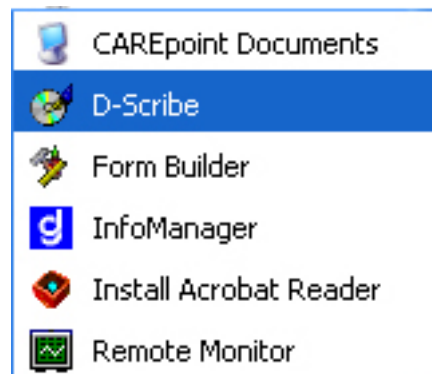 CAREpoint Documents
D-Scribe
Form Builder
InfoManager
Install Acrobat Reader
Remote Monitor